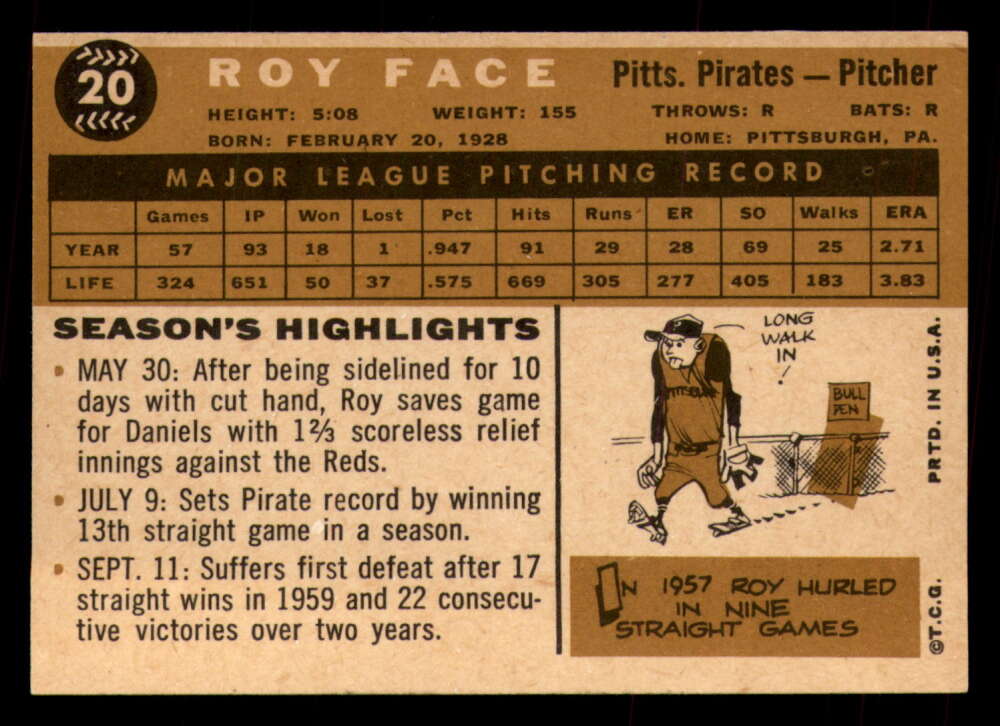 20
ROY FACE Pitts. Pirates — Pitcher
HEIGHT: 5:08 WEIGHT: 155 THROWS: R BATS: R
BORN: FEBRUARY 20, 1928 HOME: PITTSBURGH, PA.
MAJOR LEAGUE PITCHING RECORD
Games IP Won Lost Pct Hits Runs ER SO Walks ERA
YEAR 57 93 18 1 .947 91 29 28 69 25 2.71
LIFE 324 651 50 37 .575 669 305 277 405 183 3.83
SEASON'S HIGHLIGHTS
• MAY 30: After being sidelined for 10
days with cut hand, Roy saves game
for Daniels with 1⅔ scoreless relief
innings against the Reds.
• JULY 9: Sets Pirate record by winning
13th straight game in a season.
• SEPT. 11: Suffers first defeat after 17
straight wins in 1959 and 22 consecu-
tive victories over two years.
LONG
WALK
IN
!
BULL
PEN
P
IN 1957 ROY HURLED
IN NINE
STRAIGHT GAMES
PRTD. IN U.S.A.
©T.C.G.